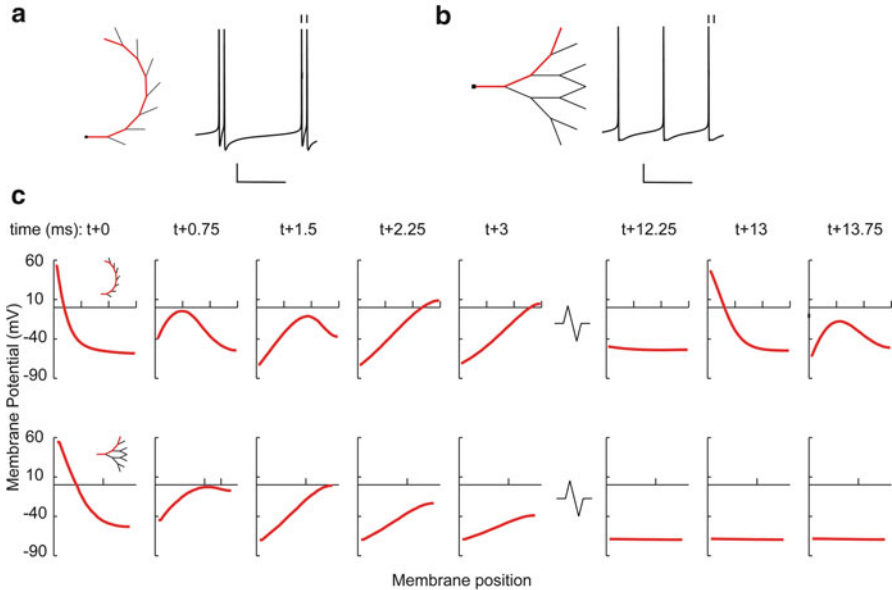 a
b
c
time (ms): t+0 t+0.75 t+1.5 t+2.25 t+3 t+12.25 t+13 t+13.75
Membrane Potential (mV)
60
10
-40
-90
60
10
-40
-90
Membrane position